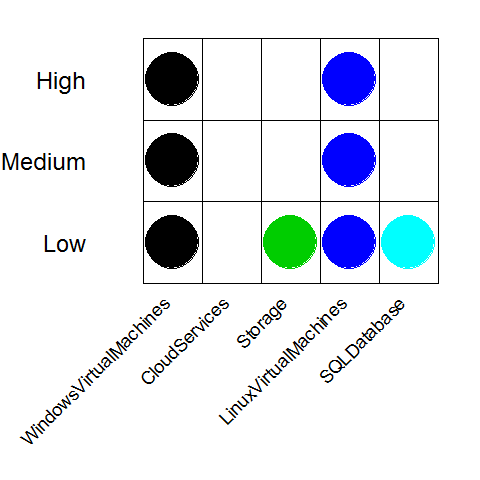 High
Medium
Low
WindowsVirtualMachines
CloudServices
Storage
LinuxVirtualMachines
SQLDatabase